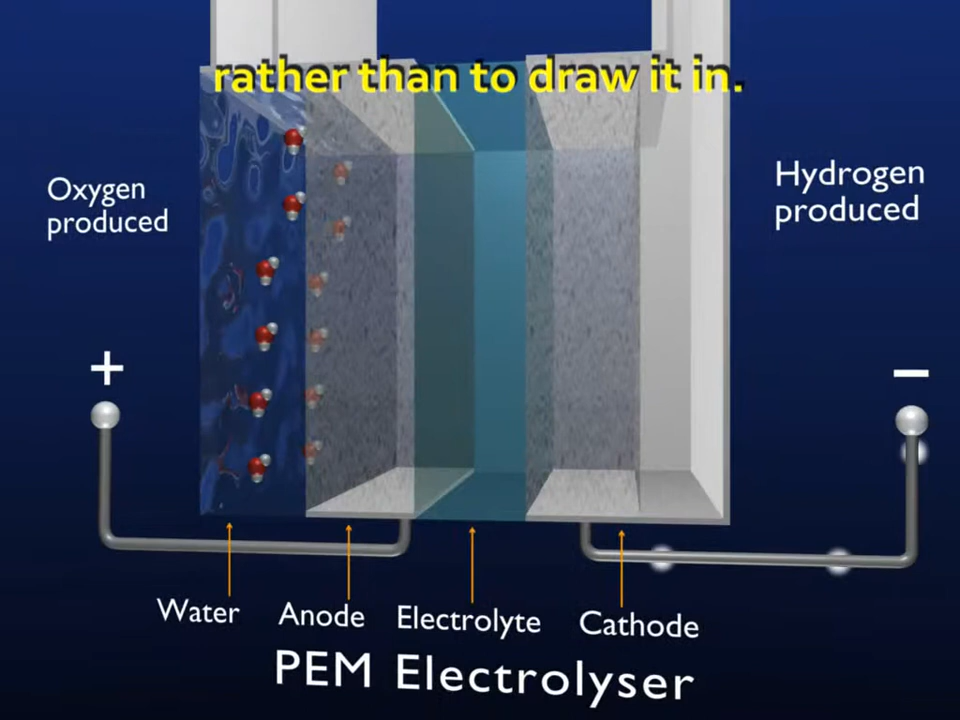 rather than to draw it in.
Oxygen
produced
Hydrogen
produced
+
−
Water Anode Electrolyte Cathode
PEM Electrolyser